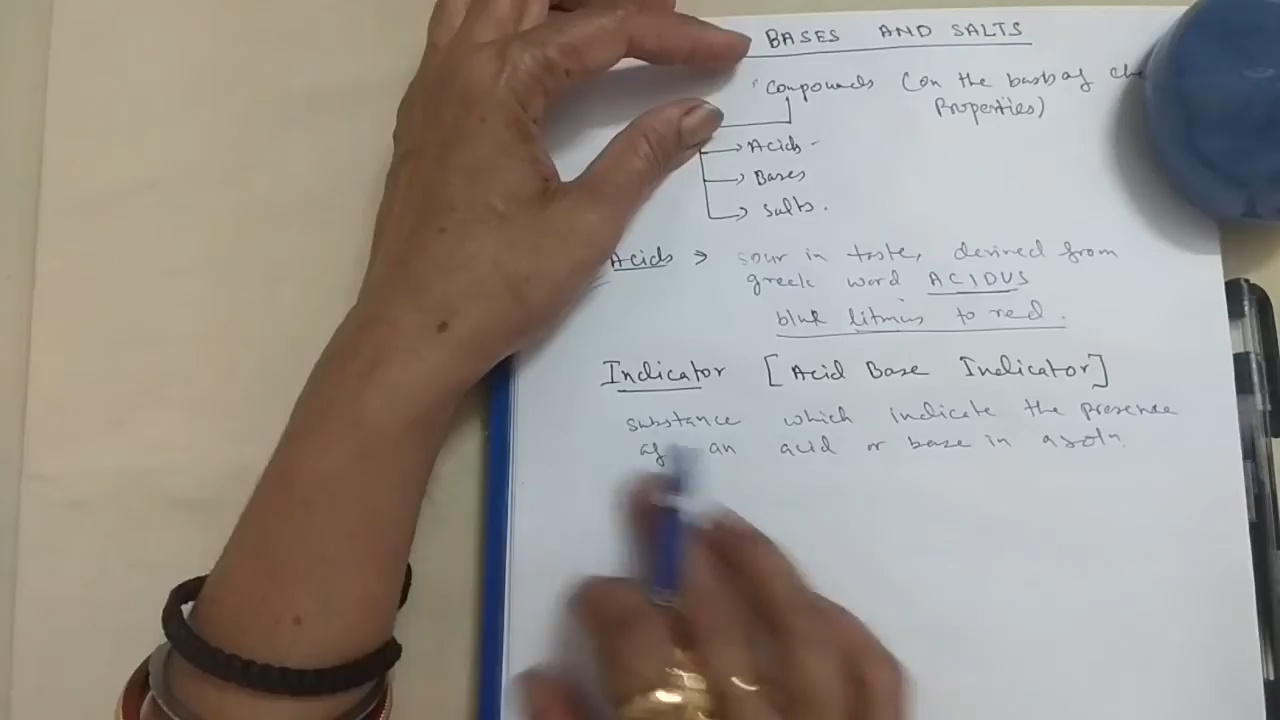 BASES AND SALTS
Compounds (on the basis of che
Properties)
Acids -
Bases
Salts.
Acids → sour in taste, derived from
greek word ACIDUS
blue litmus to red.
Indicator [Acid Base Indicator]
substance which indicate the presence
of an acid or base in a soln.